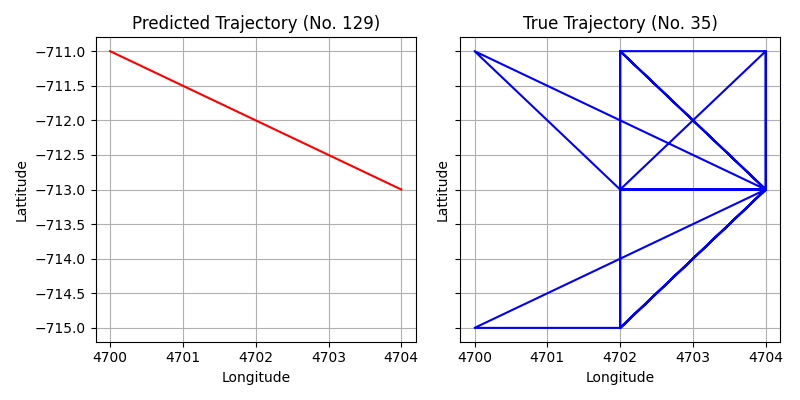 Predicted Trajectory (No. 129)
True Trajectory (No. 35)
Lattitude
−711.0
−711.5
−712.0
−712.5
−713.0
−713.5
−714.0
−714.5
−715.0
4700 4701 4702 4703 4704
Longitude
Lattitude
4700 4701 4702 4703 4704
Longitude